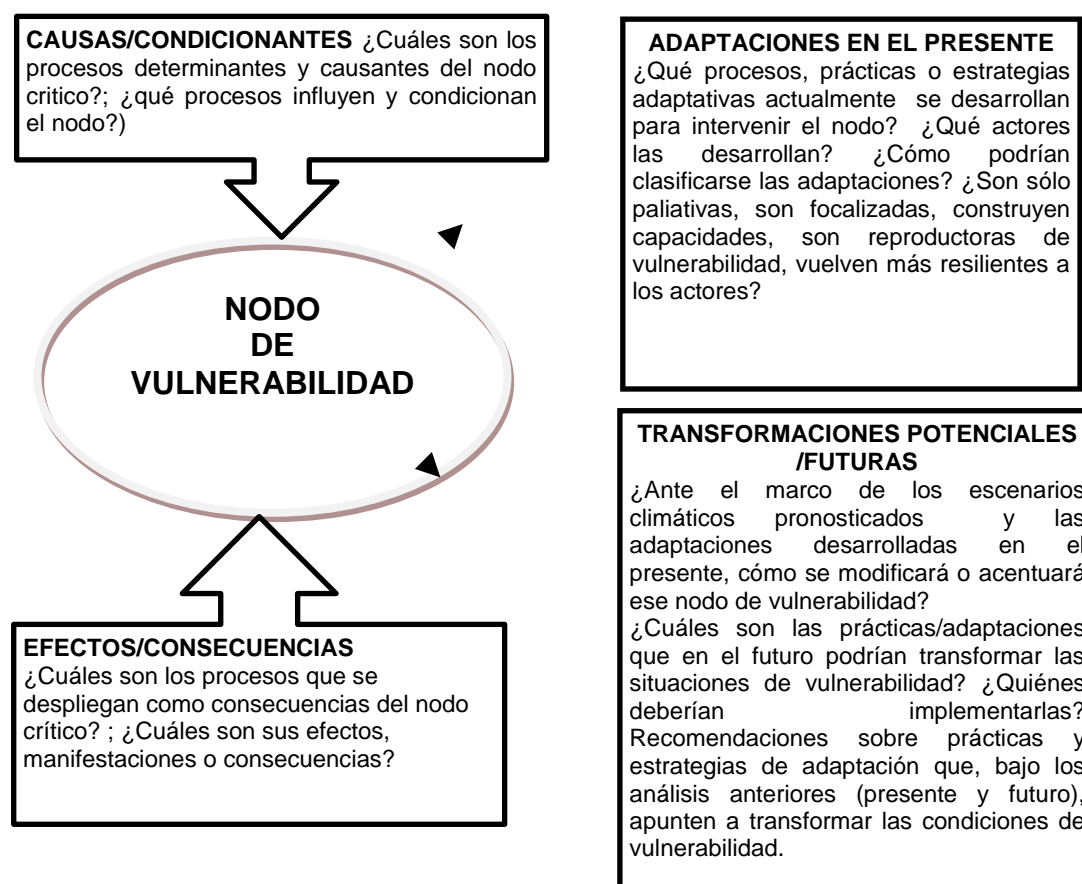 CAUSAS/CONDICIONANTES ¿Cuáles son los
procesos determinantes y causantes del nodo
critico?; ¿qué procesos influyen y condicionan
el nodo?)
NODO
DE
VULNERABILIDAD
EFECTOS/CONSECUENCIAS
¿Cuáles son los procesos que se
despliegan como consecuencias del nodo
crítico? ; ¿Cuáles son sus efectos,
manifestaciones o consecuencias?
ADAPTACIONES EN EL PRESENTE
¿Qué procesos, prácticas o estrategias
adaptativas actualmente se desarrollan
para intervenir el nodo? ¿Qué actores
las desarrollan? ¿Cómo podrían
clasificarse las adaptaciones? ¿Son sólo
paliativas, son focalizadas, construyen
capacidades, son reproductoras de
vulnerabilidad, vuelven más resilientes a
los actores?
TRANSFORMACIONES POTENCIALES
/FUTURAS
¿Ante el marco de los escenarios
climáticos pronosticados y las
adaptaciones desarrolladas en el
presente, cómo se modificará o acentuará
ese nodo de vulnerabilidad?
¿Cuáles son las prácticas/adaptaciones
que en el futuro podrían transformar las
situaciones de vulnerabilidad? ¿Quiénes
deberían implementarlas?
Recomendaciones sobre prácticas y
estrategias de adaptación que, bajo los
análisis anteriores (presente y futuro),
apunten a transformar las condiciones de
vulnerabilidad.